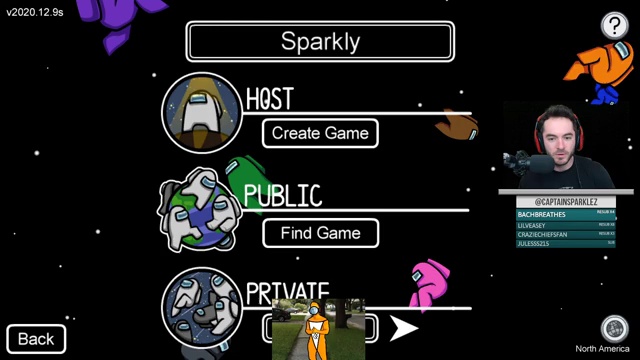 v2020.12.9s
?
Sparkly
HOST
Create Game
PUBLIC
Find Game
@CAPTAINSPARKLEZ
BACHBREATHES
LILVEASEY
CRAZIECHIEFSFAN
JULESSS215
PRIVATE
Back
North America